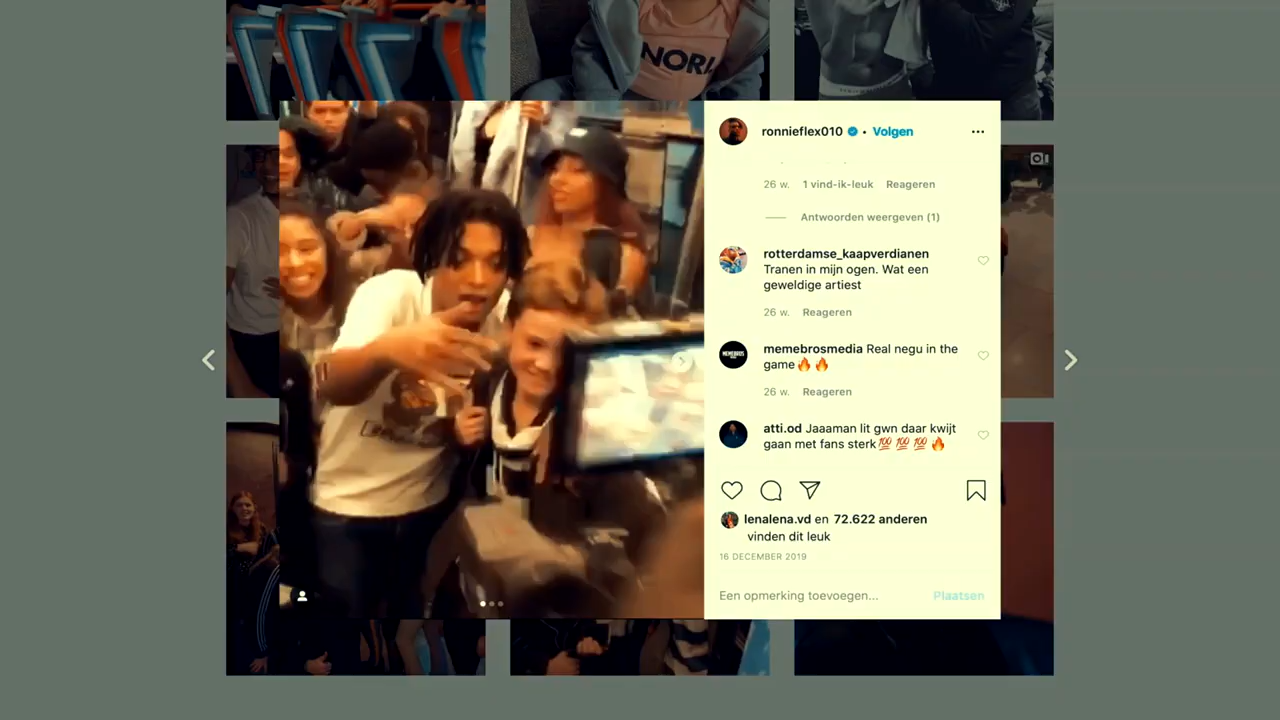 NORI
ronnieflex010 • Volgen
26 w. 1 vind-ik-leuk Reageren
Antwoorden weergeven (1)
rotterdamse_kaapverdianen
Tranen in mijn ogen. Wat een
geweldige artiest
26 w. Reageren
MEMEBROS
memebrosmedia Real negu in the
game🔥🔥
26 w. Reageren
atti.od Jaaaman lit gwn daar kwijt
gaan met fans sterk💯💯💯🔥
lenalena.vd en 72.622 anderen
vinden dit leuk
16 DECEMBER 2019
Een opmerking toevoegen... Plaatsen